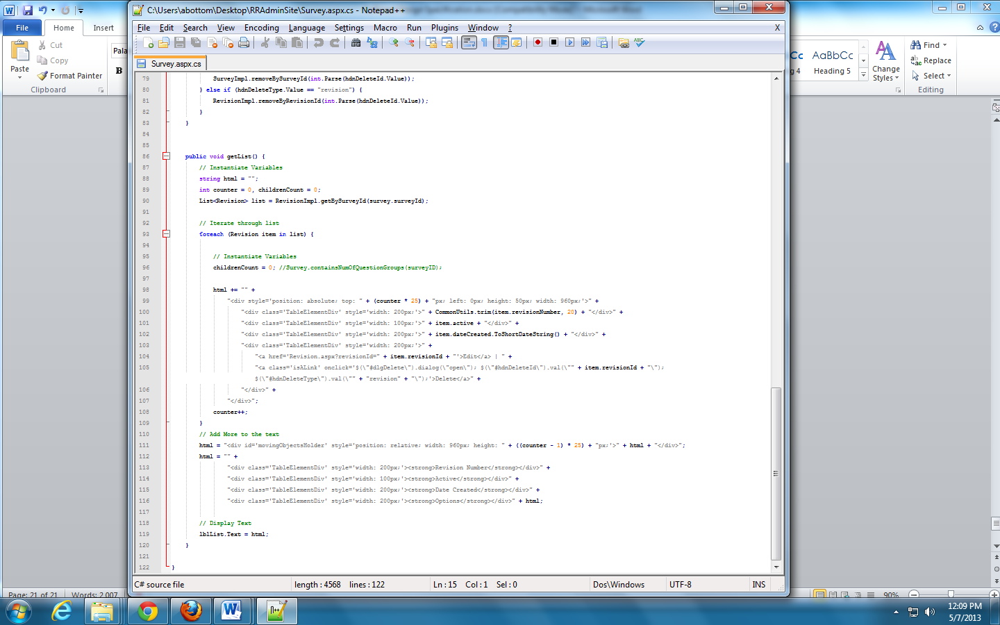 C:\Users\abottom\Desktop\RRAdminSite\Survey.aspx.cs - Notepad++
File Edit Search View Encoding Language Settings Macro Run Plugins Window ? X
Survey.aspx.cs
File Home Insert
Cut
Copy
Format Painter
Paste
Clipboard
Pala
B
AaBbCc
g 4 Heading 5
Change Styles
Find
Replace
Select
Editing
79 SurveyImpl.removeBySurveyId(int.Parse(hdnDeleteId.Value));
80 } else if (hdnDeleteType.Value == "revision") {
81 RevisionImpl.removeByRevisionId(int.Parse(hdnDeleteId.Value));
82 }
83 }
84
85
86 public void getList() {
87 // Instantiate Variables
88 string html = "";
89 int counter = 0, childrenCount = 0;
90 List<Revision> list = RevisionImpl.getBySurveyId(survey.surveyId);
91
92 // Iterate through list
93 foreach (Revision item in list) {
94
95 // Instantiate Variables
96 childrenCount = 0; //Survey.containsNumOfQuestionGroups(surveyID);
97
98 html += "" +
99 "<div style='position: absolute; top: " + (counter * 25) + "px; left: 0px; height: 50px; width: 960px;'>" +
100 "<div class='TableElementDiv' style='width: 200px;'>" + CommonUtils.trim(item.revisionNumber, 20) + "</div>" +
101 "<div class='TableElementDiv' style='width: 100px;'>" + item.active + "</div>" +
102 "<div class='TableElementDiv' style='width: 200px;'>" + item.dateCreated.ToShortDateString() + "</div>" +
103 "<div class='TableElementDiv' style='width: 200px;'>" +
104 "<a href='Revision.aspx?revisionId=" + item.revisionId + "'>Edit</a> | " +
105 "<a class='isALink' onclick='$(\"#dlgDelete\").dialog(\"open\"); $(\"#hdnDeleteId\").val(\"" + item.revisionId + "\");
$(\"#hdnDeleteType\").val(\"" + "revision" + "\");'>Delete</a>" +
106 "</div>" +
107 "</div>";
108 counter++;
109 }
110 // Add More to the text
111 html = "<div id='movingObjectsHolder' style='position: relative; width: 960px; height: " + ((counter - 1) * 25) + "px;'>" + html + "</div>";
112 html = "" +
113 "<div class='TableElementDiv' style='width: 200px;'><strong>Revision Number</strong></div>" +
114 "<div class='TableElementDiv' style='width: 100px;'><strong>Active</strong></div>" +
115 "<div class='TableElementDiv' style='width: 200px;'><strong>Date Created</strong></div>" +
116 "<div class='TableElementDiv' style='width: 200px;'><strong>Options</strong></div>" + html;
117
118 // Display Text
119 lblList.Text = html;
120 }
121
122 }
C# source file length : 4568 lines : 122 Ln : 15 Col : 1 Sel : 0 Dos\Windows UTF-8 INS
Page: 21 of 21 Words: 2,007 90%
12:09 PM
5/7/2013